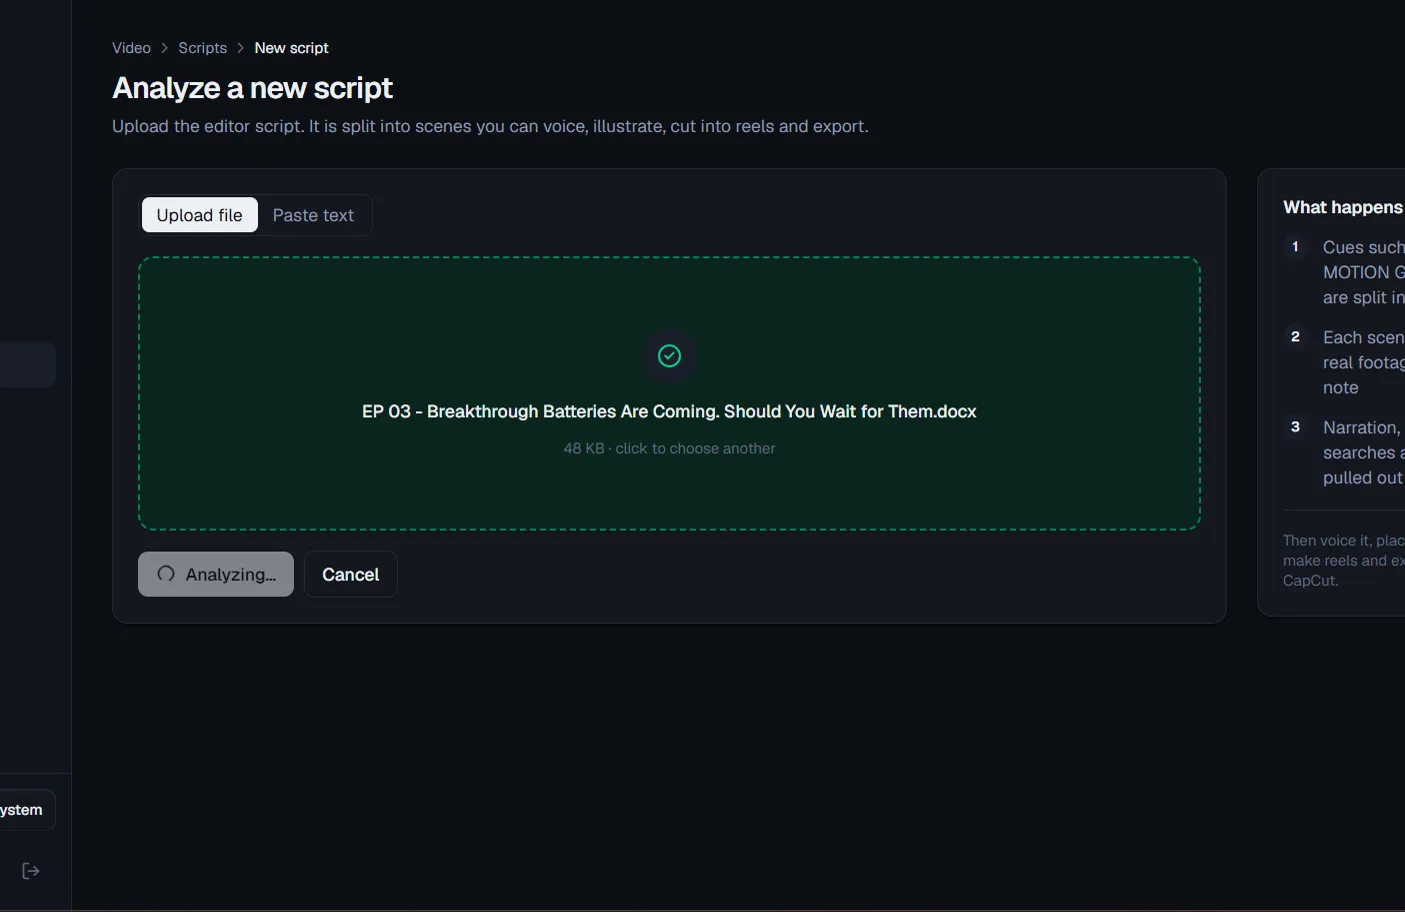 Video > Scripts > New script
Analyze a new script
Upload the editor script. It is split into scenes you can voice, illustrate, cut into reels and export.
Upload file
Paste text
EP 03 - Breakthrough Batteries Are Coming. Should You Wait for Them.docx
48 KB · click to choose another
Analyzing...
Cancel
What happens
1
Cues such
MOTION G
are split in
2
Each scen
real footag
note
3
Narration,
searches a
pulled out
Then voice it, plac
make reels and ex
CapCut.
ystem